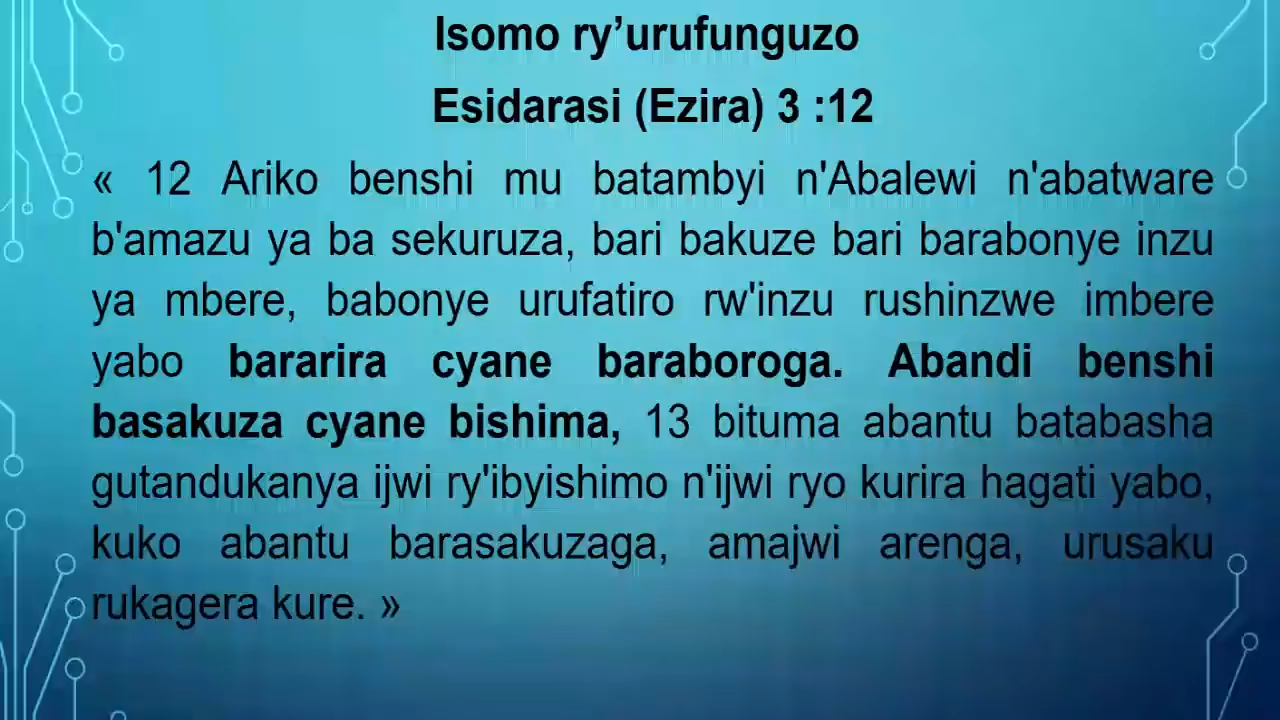 Isomo ry’urufunguzo
Esidarasi (Ezira) 3 :12
« 12 Ariko benshi mu batambyi n'Abalewi n'abatware
b'amazu ya ba sekuruza, bari bakuze bari barabonye inzu
ya mbere, babonye urufatiro rw'inzu rushinzwe imbere
yabo bararira cyane baraboroga. Abandi benshi
basakuza cyane bishima, 13 bituma abantu batabasha
gutandukanya ijwi ry'ibyishimo n'ijwi ryo kurira hagati yabo,
kuko abantu barasakuzaga, amajwi arenga, urusaku
rukagera kure. »